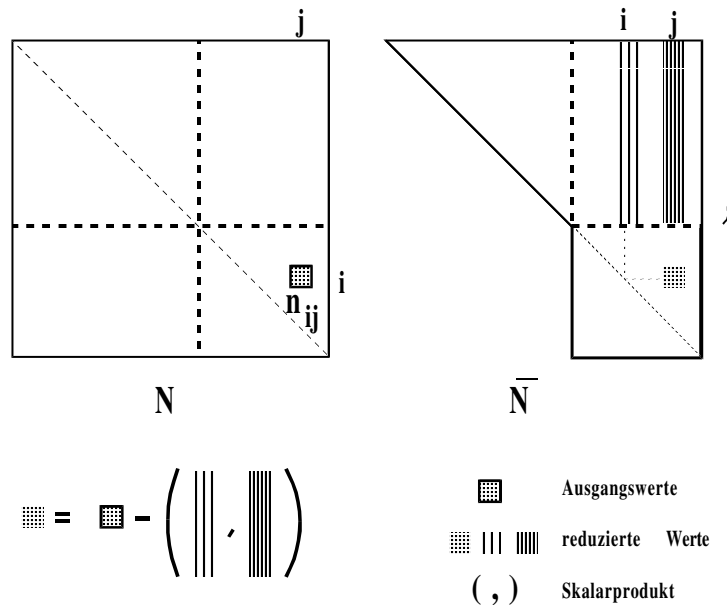 j
i j
i
n ij
N
N̅
= - ( , )
Ausgangswerte
reduzierte Werte
( , ) Skalarprodukt